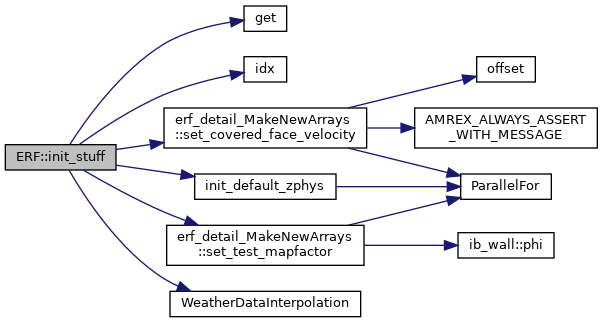 ERF::init_stuff
get
idx
erf_detail_MakeNewArrays
::set_covered_face_velocity
init_default_zphys
erf_detail_MakeNewArrays
::set_test_mapfactor
WeatherDataInterpolation
offset
AMREX_ALWAYS_ASSERT
_WITH_MESSAGE
ParallelFor
ib_wall::phi